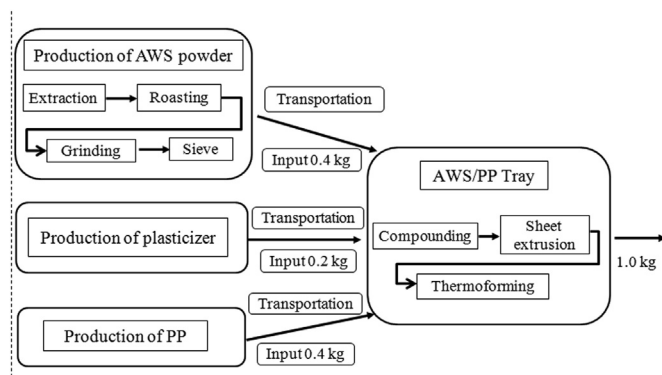 Production of AWS powder
Extraction
Roasting
Grinding
Sieve
Transportation
Input 0.4 kg
Production of plasticizer
Transportation
Input 0.2 kg
Production of PP
Transportation
Input 0.4 kg
AWS/PP Tray
Compounding
Sheet
extrusion
Thermoforming
1.0 kg